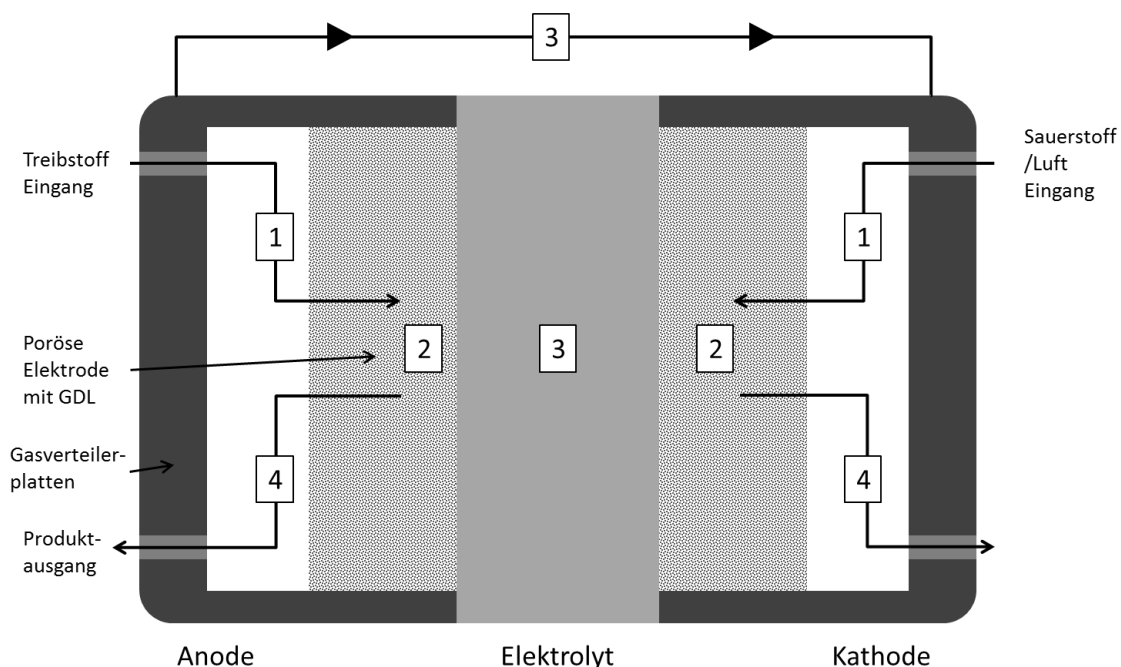 3
Treibstoff
Eingang
Sauerstoff
/Luft
Eingang
1
1
Poröse
Elektrode
mit GDL
2
3
2
Gasverteiler-
platten
4
4
Produkt-
ausgang
Anode
Elektrolyt
Kathode